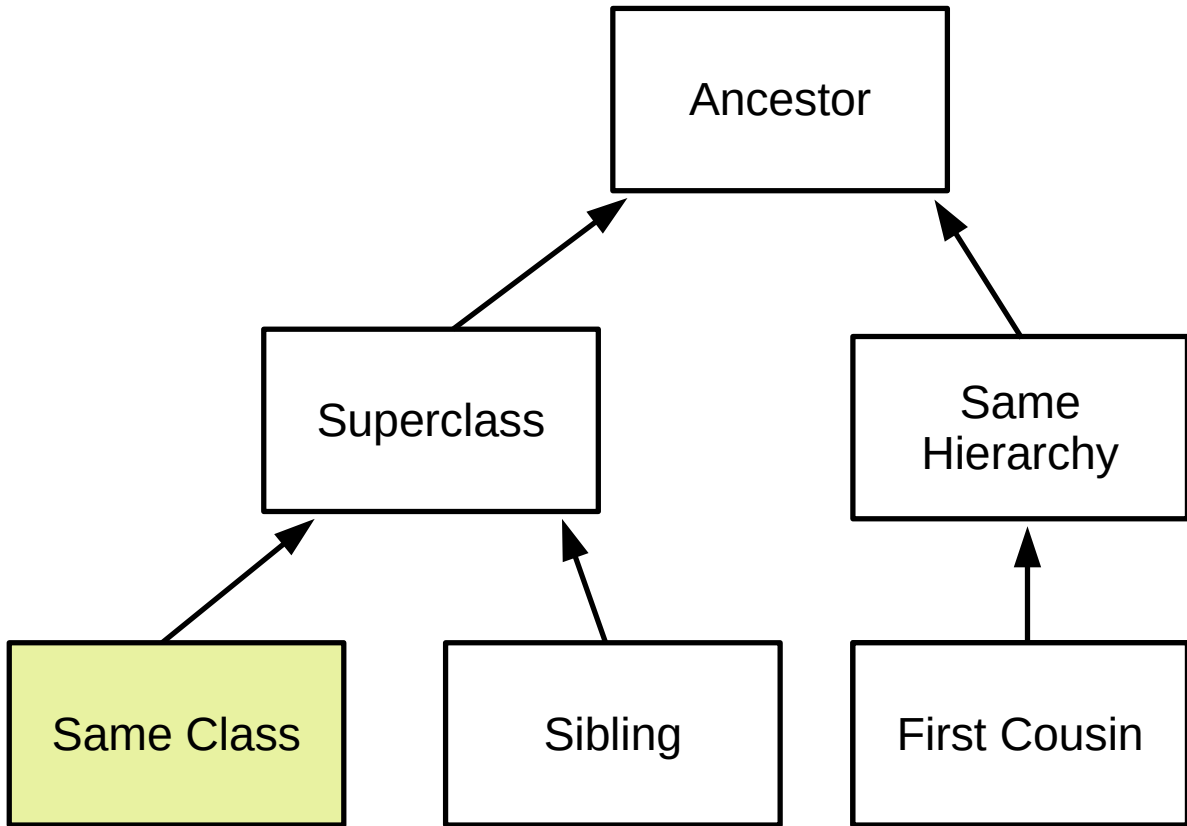 Ancestor
Superclass
Same
Hierarchy
Same Class
Sibling
First Cousin